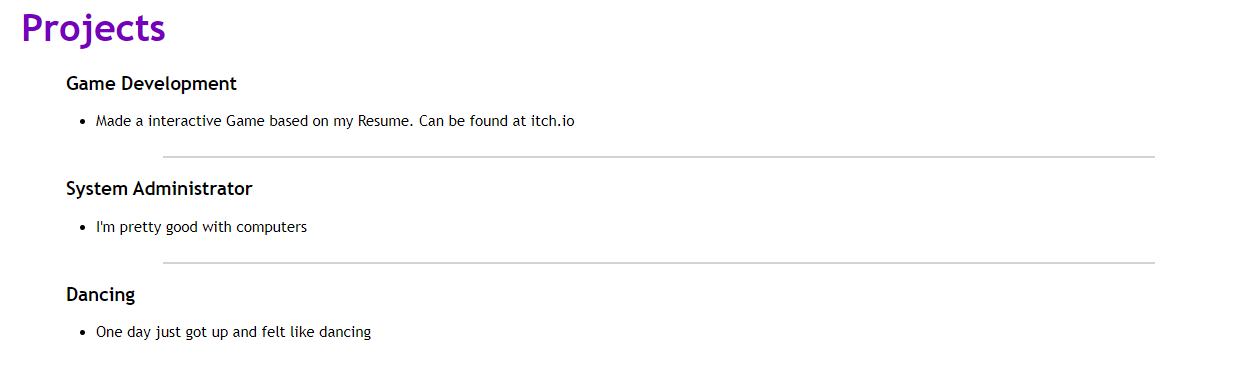 Projects
Game Development
Made a interactive Game based on my Resume. Can be found at itch.io
System Administrator
I'm pretty good with computers
Dancing
One day just got up and felt like dancing